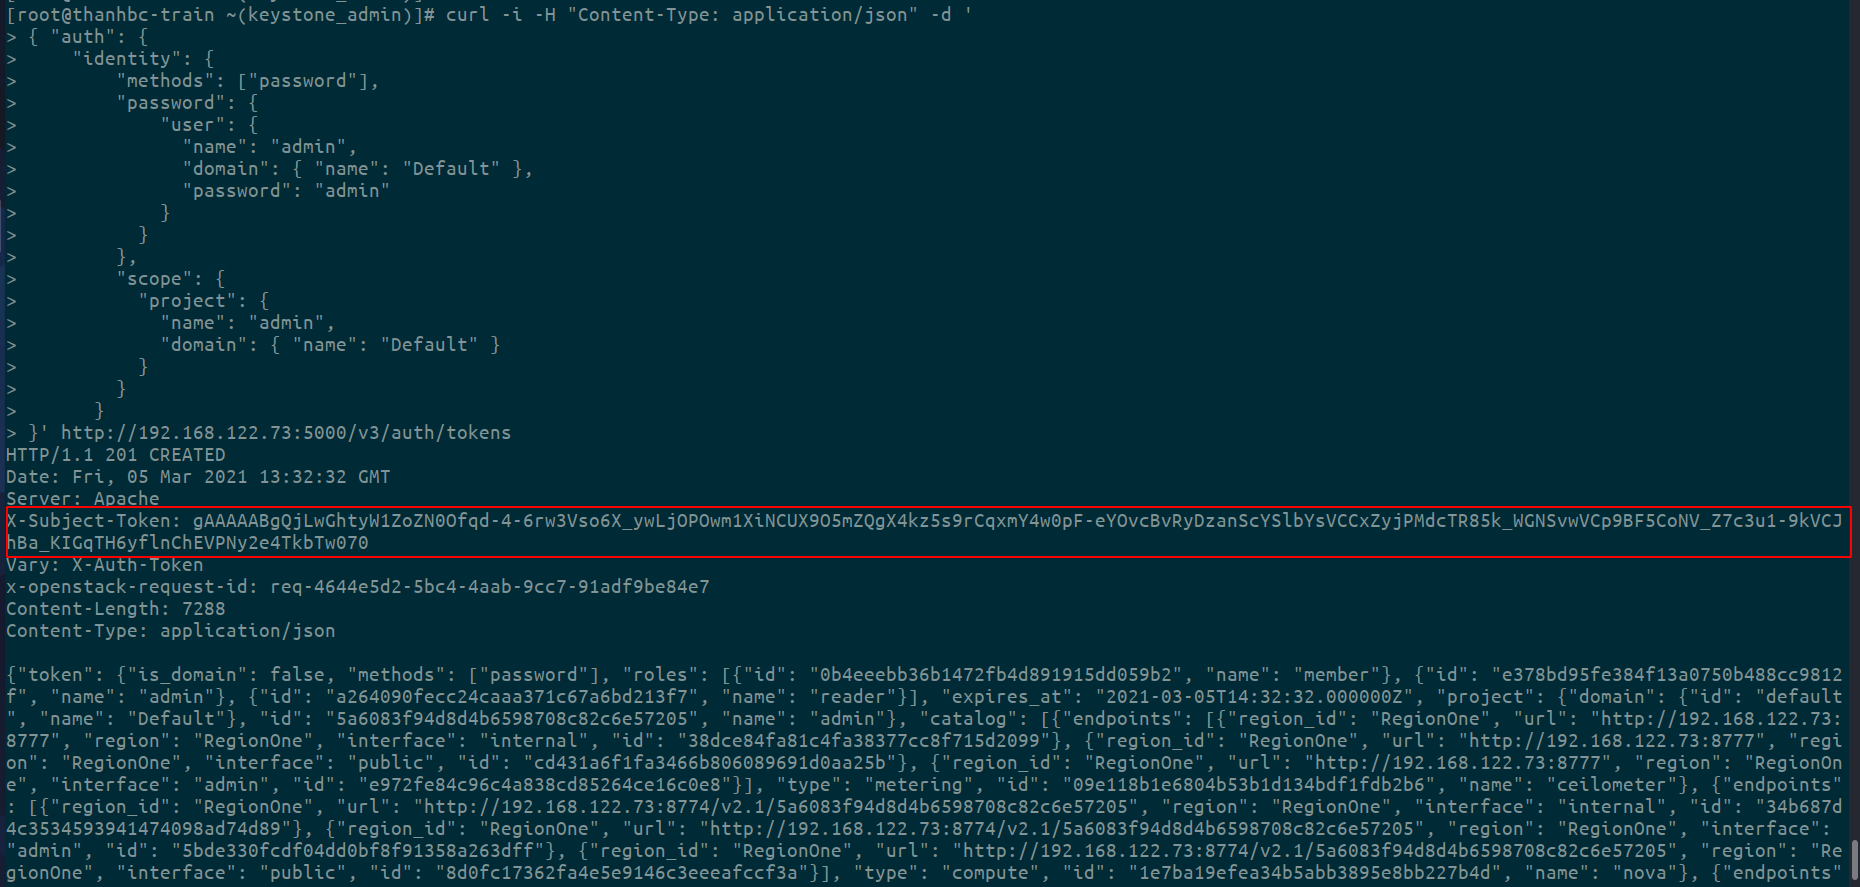 [root@thanhbc-train ~(keystone_admin)]# curl -i -H "Content-Type: application/json" -d '
> { "auth": {
>     "identity": {
>         "methods": ["password"],
>         "password": {
>             "user": {
>               "name": "admin",
>               "domain": { "name": "Default" },
>               "password": "admin"
>             }
>           }
>         },
>         "scope": {
>           "project": {
>             "name": "admin",
>             "domain": { "name": "Default" }
>           }
>         }
>       }
> }' http://192.168.122.73:5000/v3/auth/tokens
HTTP/1.1 201 CREATED
Date: Fri, 05 Mar 2021 13:32:32 GMT
Server: Apache
X-Subject-Token: gAAAAABgQjLwGhtyW1ZoZN0Ofqd-4-6rw3Vso6X_ywLjOPOwm1XiNCUX9O5mZQgX4kz5s9rCqxmY4w0pF-eYOvcBvRyDzanScYSlbYsVCCxZyjPMdcTR85k_WGNSvwVCp9BF5CoNV_Z7c3u1-9kVCJ
hBa_KIGqTH6yflnChEVPNy2e4TkbTw070
Vary: X-Auth-Token
x-openstack-request-id: req-4644e5d2-5bc4-4aab-9cc7-91adf9be84e7
Content-Length: 7288
Content-Type: application/json
{"token": {"is_domain": false, "methods": ["password"], "roles": [{"id": "0b4eeebb36b1472fb4d891915dd059b2", "name": "member"}, {"id": "e378bd95fe384f13a0750b488cc9812
f", "name": "admin"}, {"id": "a264090fecc24caaa371c67a6bd213f7", "name": "reader"}], "expires_at": "2021-03-05T14:32:32.000000Z", "project": {"domain": {"id": "default
", "name": "Default"}, "id": "5a6083f94d8d4b6598708c82c6e57205", "name": "admin"}, "catalog": [{"endpoints": [{"region_id": "RegionOne", "url": "http://192.168.122.73:
8777", "region": "RegionOne", "interface": "internal", "id": "38dce84fa81c4fa38377cc8f715d2099"}, {"region_id": "RegionOne", "url": "http://192.168.122.73:8777", "regi
on": "RegionOne", "interface": "public", "id": "cd431a6f1fa3466b806089691d0aa25b"}, {"region_id": "RegionOne", "url": "http://192.168.122.73:8777", "region": "RegionOn
e", "interface": "admin", "id": "e972fe84c96c4a838cd85264ce16c0e8"}], "type": "metering", "id": "09e118b1e6804b53b1d134bdf1fdb2b6", "name": "ceilometer"}, {"endpoints"
: [{"region_id": "RegionOne", "url": "http://192.168.122.73:8774/v2.1/5a6083f94d8d4b6598708c82c6e57205", "region": "RegionOne", "interface": "internal", "id": "34b687d
4c3534593941474098ad74d89"}, {"region_id": "RegionOne", "url": "http://192.168.122.73:8774/v2.1/5a6083f94d8d4b6598708c82c6e57205", "region": "RegionOne", "interface": 
"admin", "id": "5bde330fcdf04dd0bf8f91358a263dff"}, {"region_id": "RegionOne", "url": "http://192.168.122.73:8774/v2.1/5a6083f94d8d4b6598708c82c6e57205", "region": "Re
gionOne", "interface": "public", "id": "8d0fc17362fa4e5e9146c3eeeafccf3a"}], "type": "compute", "id": "1e7ba19efea34b5abb3895e8bb227b4d", "name": "nova"}, {"endpoints"